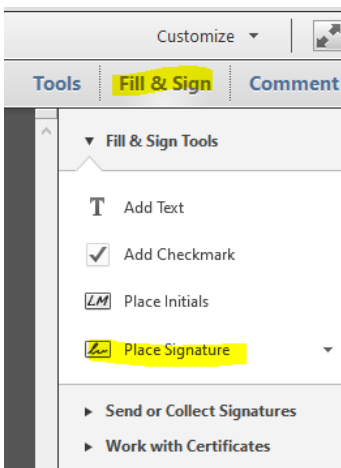 Customize
Tools Fill & Sign Comment
Fill & Sign Tools
T Add Text
Add Checkmark
LM Place Initials
Place Signature
Send or Collect Signatures
Work with Certificates